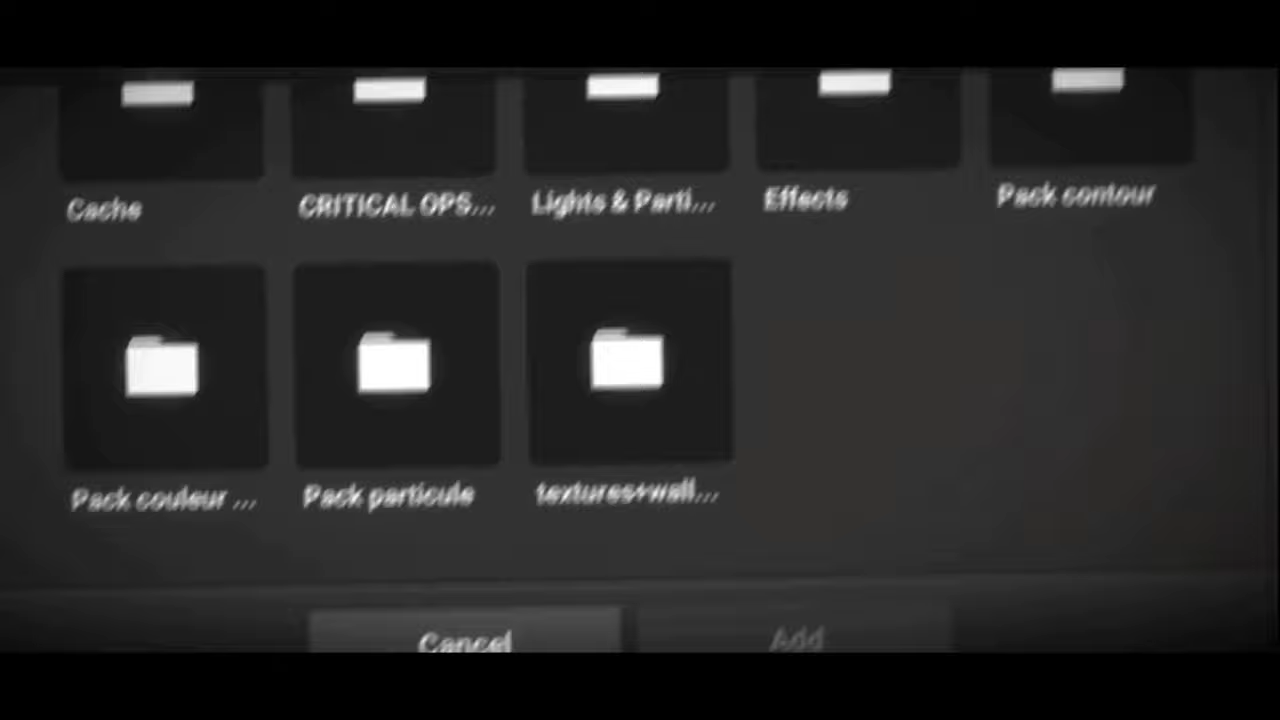 Cache
CRITICAL OPS...
Lights & Parti...
Effects
Pack contour
Pack couleur ...
Pack particule
textures+wall...
Cancel
Add